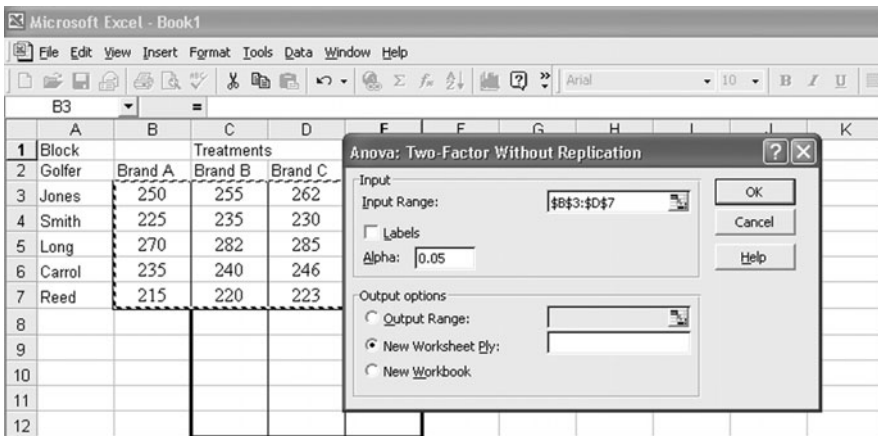 Microsoft Excel - Book1
File Edit View Insert Format Tools Data Window Help
Arial 10 B I U
B3 =
A B C D E F G H I J K
1 Block Treatments
2 Golfer Brand A Brand B Brand C
3 Jones 250 255 262
4 Smith 225 235 230
5 Long 270 282 285
6 Carrol 235 240 246
7 Reed 215 220 223
8
9
10
11
12
Anova: Two-Factor Without Replication
Input
Input Range: $B$3:$D$7
Labels
Alpha: 0.05
Output options
Output Range:
New Worksheet Ply:
New Workbook
OK
Cancel
Help